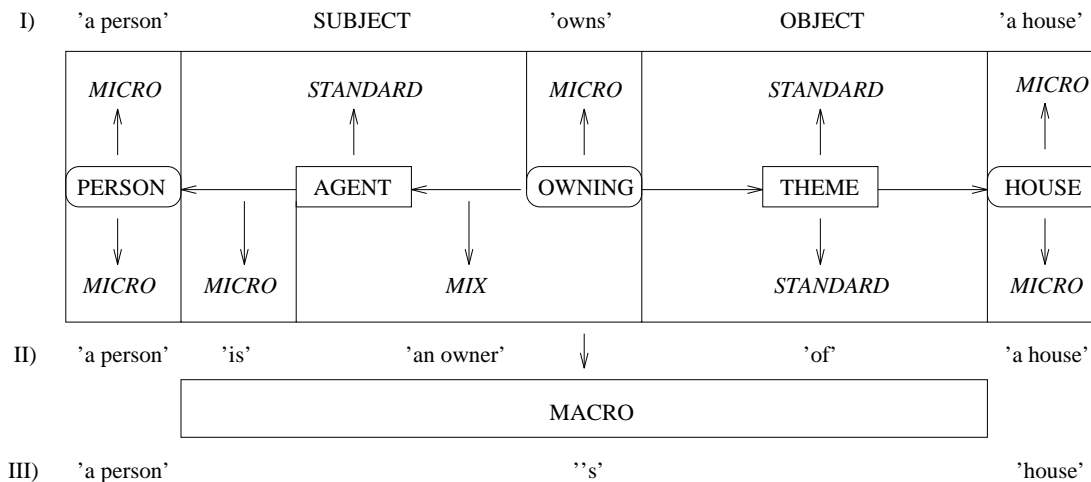 I) 'a person' SUBJECT 'owns' OBJECT 'a house'
MICRO STANDARD MICRO STANDARD MICRO
PERSON AGENT OWNING THEME HOUSE
MICRO MICRO MIX STANDARD MICRO
II) 'a person' 'is' 'an owner' 'of' 'a house'
MACRO
III) 'a person' ''s' 'house'